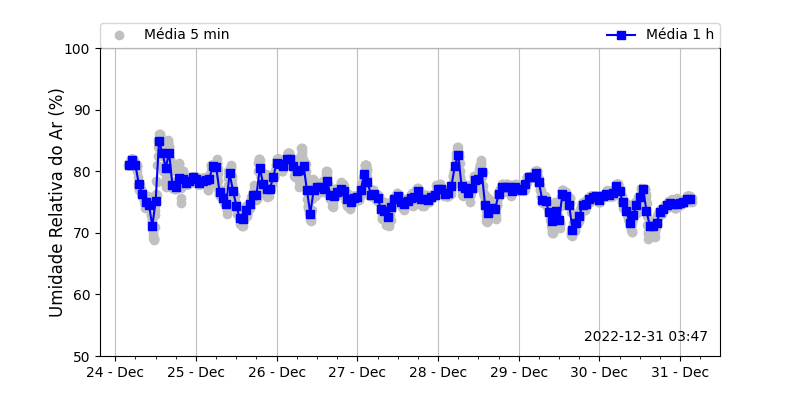 Média 5 min
Média 1 h
Umidade Relativa do Ar (%)
100
90
80
70
60
50
2022-12-31 03:47
24 - Dec
25 - Dec
26 - Dec
27 - Dec
28 - Dec
29 - Dec
30 - Dec
31 - Dec